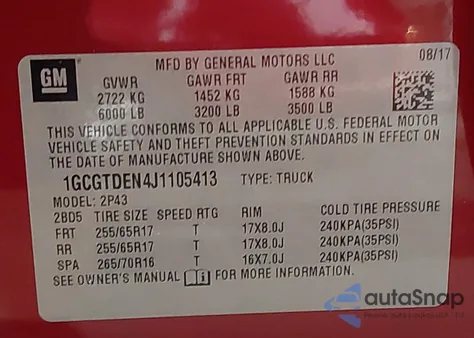 GM
MFD BY GENERAL MOTORS LLC 08/17
GVWR GAWR FRT GAWR RR
2722 KG 1452 KG 1588 KG
6000 LB 3200 LB 3500 LB
THIS VEHICLE CONFORMS TO ALL APPLICABLE U.S. FEDERAL MOTOR
VEHICLE SAFETY AND THEFT PREVENTION STANDARDS IN EFFECT ON
THE DATE OF MANUFACTURE SHOWN ABOVE.
1GCGTDEN4J1105413 TYPE: TRUCK
MODEL: 2P43
2BD5 TIRE SIZE SPEED RTG RIM COLD TIRE PRESSURE
FRT 255/65R17 T 17X8.0J 240KPA(35PSI)
RR 255/65R17 T 17X8.0J 240KPA(35PSI)
SPA 265/70R16 T 16X7.0J 240KPA(35PSI)
SEE OWNER'S MANUAL FOR MORE INFORMATION.
autaSnap